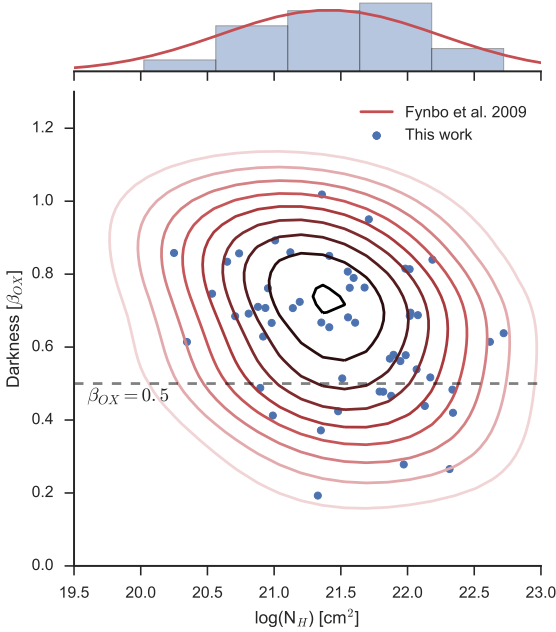 Fynbo et al. 2009
This work
1.2
1.0
0.8
0.6
0.4
0.2
0.0
Darkness [β_OX]
β_OX = 0.5
19.5 20.0 20.5 21.0 21.5 22.0 22.5 23.0
log(N_H) [cm²]